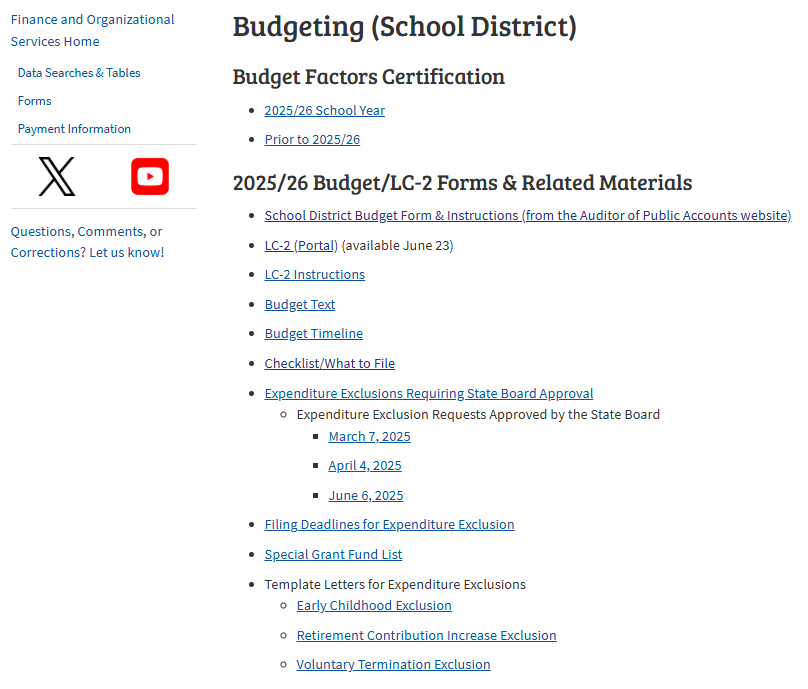 Finance and Organizational
Services Home
Data Searches & Tables
Forms
Payment Information
Questions, Comments, or
Corrections? Let us know!
Budgeting (School District)
Budget Factors Certification
2025/26 School Year
Prior to 2025/26
2025/26 Budget/LC-2 Forms & Related Materials
School District Budget Form & Instructions (from the Auditor of Public Accounts website)
LC-2 (Portal) (available June 23)
LC-2 Instructions
Budget Text
Budget Timeline
Checklist/What to File
Expenditure Exclusions Requiring State Board Approval
Expenditure Exclusion Requests Approved by the State Board
March 7, 2025
April 4, 2025
June 6, 2025
Filing Deadlines for Expenditure Exclusion
Special Grant Fund List
Template Letters for Expenditure Exclusions
Early Childhood Exclusion
Retirement Contribution Increase Exclusion
Voluntary Termination Exclusion